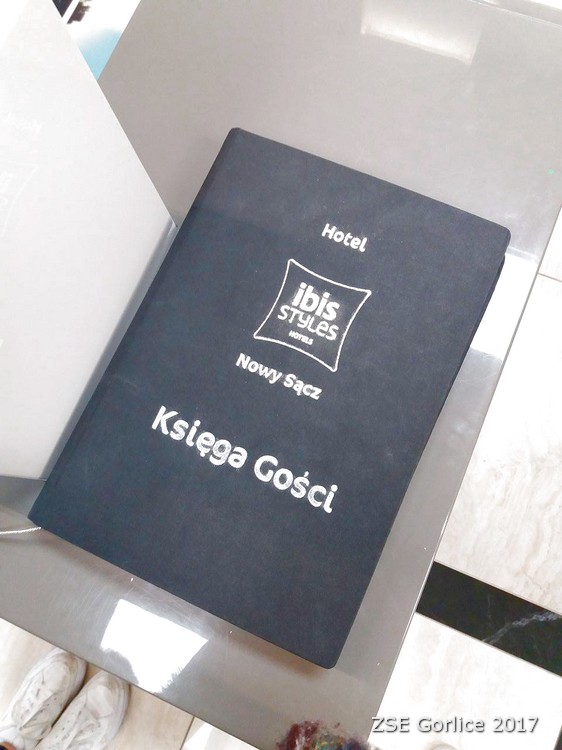 Hotel
ibis
STYLES
HOTELS
Nowy Sącz
Księga Gości
ZSE Gorlice 2017